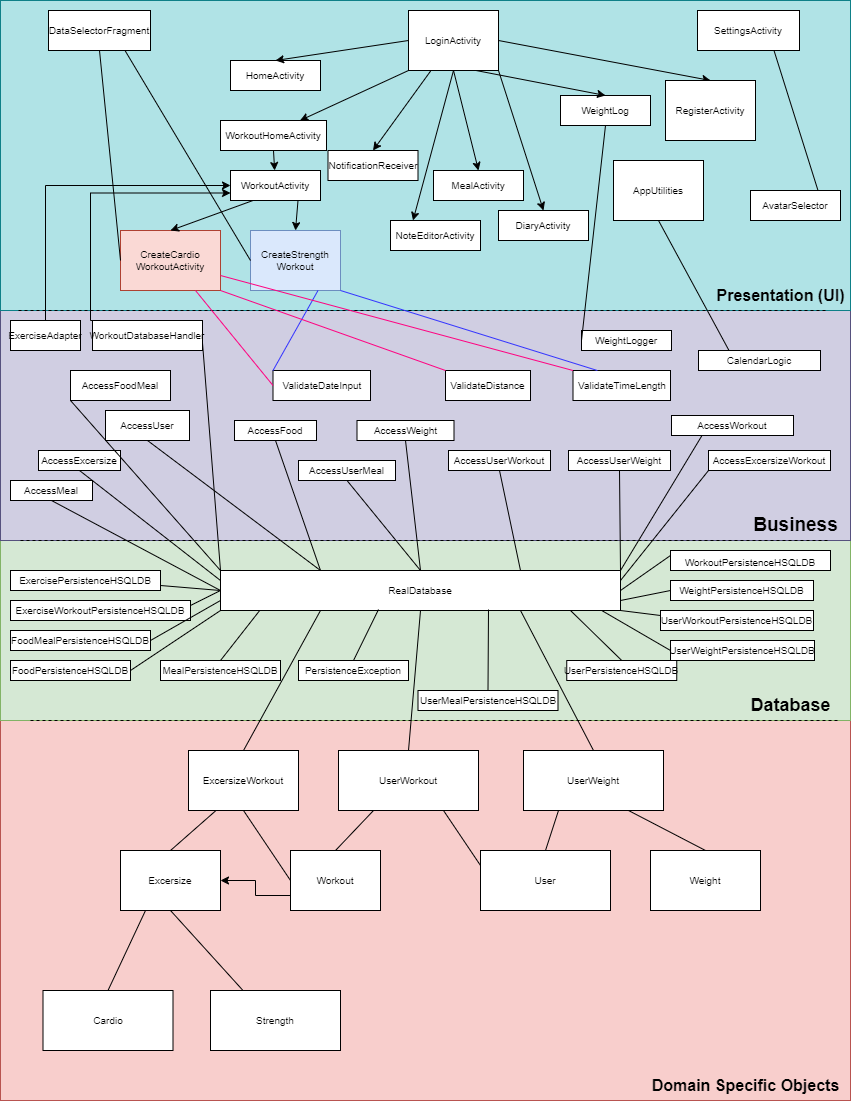 DataSelectorFragment
LoginActivity
SettingsActivity
HomeActivity
WeightLog
RegisterActivity
WorkoutHomeActivity
NotificationReceiver
WorkoutActivity
MealActivity
AppUtilities
AvatarSelector
NoteEditorActivity
DiaryActivity
CreateCardio
WorkoutActivity
CreateStrength
Workout
Presentation (UI)
ExerciseAdapter
WorkoutDatabaseHandler
WeightLogger
CalendarLogic
AccessFoodMeal
ValidateDateInput
ValidateDistance
ValidateTimeLength
AccessUser
AccessFood
AccessWeight
AccessWorkout
AccessExcersize
AccessUserMeal
AccessUserWorkout
AccessUserWeight
AccessExcersizeWorkout
AccessMeal
Business
RealDatabase
ExercisePersistenceHSQLDB
ExerciseWorkoutPersistenceHSQLDB
FoodMealPersistenceHSQLDB
FoodPersistenceHSQLDB
MealPersistenceHSQLDB
PersistenceException
UserMealPersistenceHSQLDB
UserPersistenceHSQLDB
WorkoutPersistenceHSQLDB
WeightPersistenceHSQLDB
UserWorkoutPersistenceHSQLDB
UserWeightPersistenceHSQLDB
Database
ExcersizeWorkout
UserWorkout
UserWeight
Excersize
Workout
User
Weight
Cardio
Strength
Domain Specific Objects